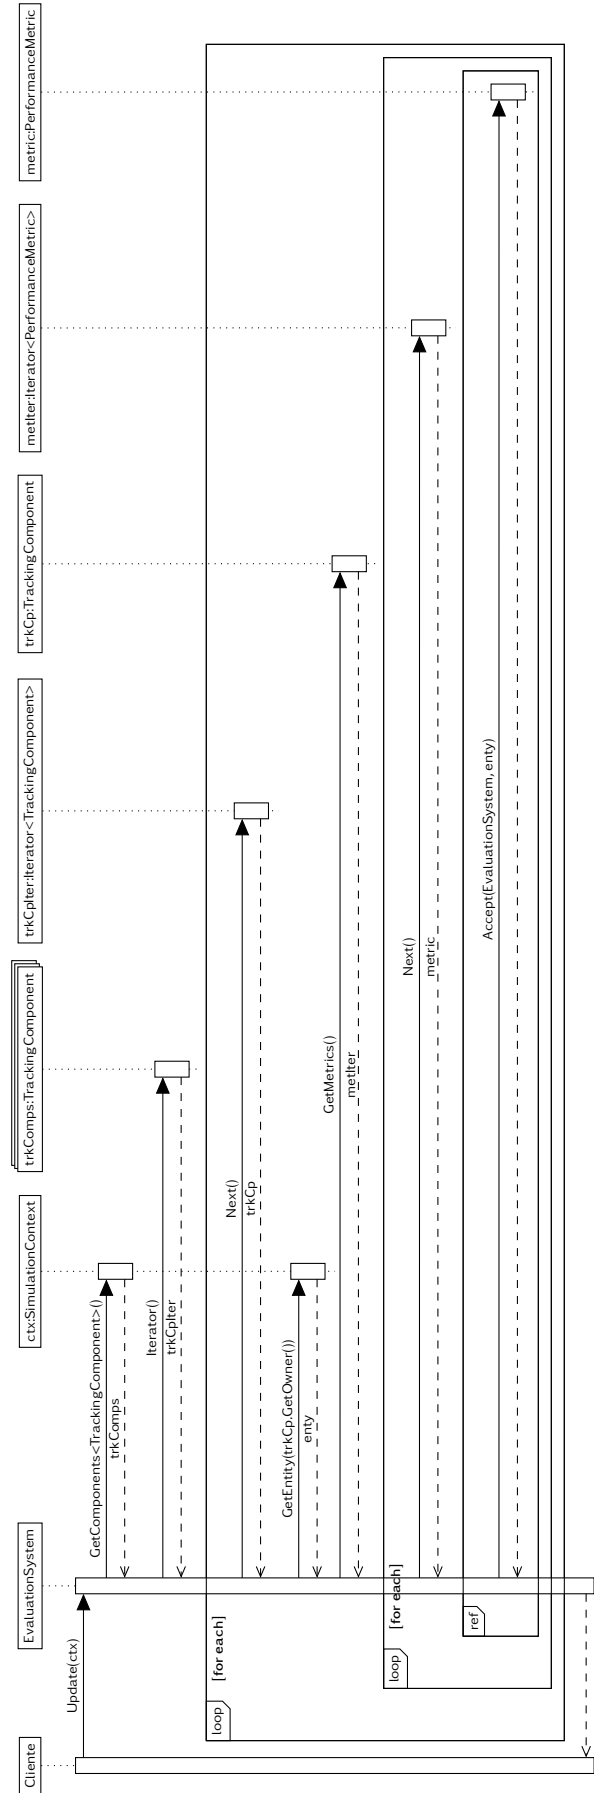 Cliente
EvaluationSystem
ctx:SimulationContext
trkComps:TrackingComponent
trkCpIter:Iterator<TrackingComponent>
trkCp:TrackingComponent
metIter:Iterator<PerformanceMetric>
metric:PerformanceMetric
Update(ctx)
GetComponents<TrackingComponent>()
trkComps
Iterator()
trkCpIter
loop
[for each]
Next()
trkCp
GetEntity(trkCp.GetOwner())
enty
GetMetrics()
metIter
loop
[for each]
Next()
metric
ref
Accept(EvaluationSystem, enty)